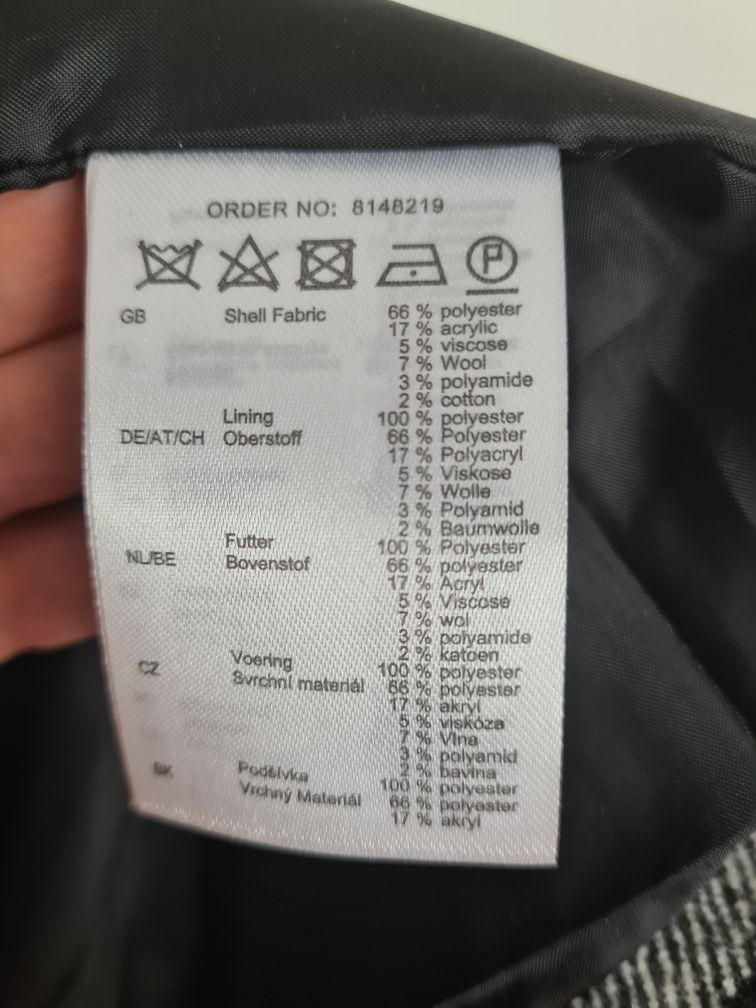 ORDER NO: 8148219
P
GB Shell Fabric 66 % polyester
17 % acrylic
5 % viscose
7 % Wool
3 % polyamide
2 % cotton
Lining 100 % polyester
DE/AT/CH Oberstoff 66 % Polyester
17 % Polyacryl
5 % Viskose
7 % Wolle
3 % Polyamid
2 % Baumwolle
Futter 100 % Polyester
NL/BE Bovenstof 66 % polyester
17 % Acryl
5 % Viscose
7 % wol
3 % polyamide
2 % katoen
Voering 100 % polyester
CZ Svrchní materiál 66 % polyester
17 % akryl
5 % viskóza
7 % Vlna
3 % polyamid
2 % bavlna
Podšívka 100 % polyester
SK Vrchný Materiál 66 % polyester
17 % akryl